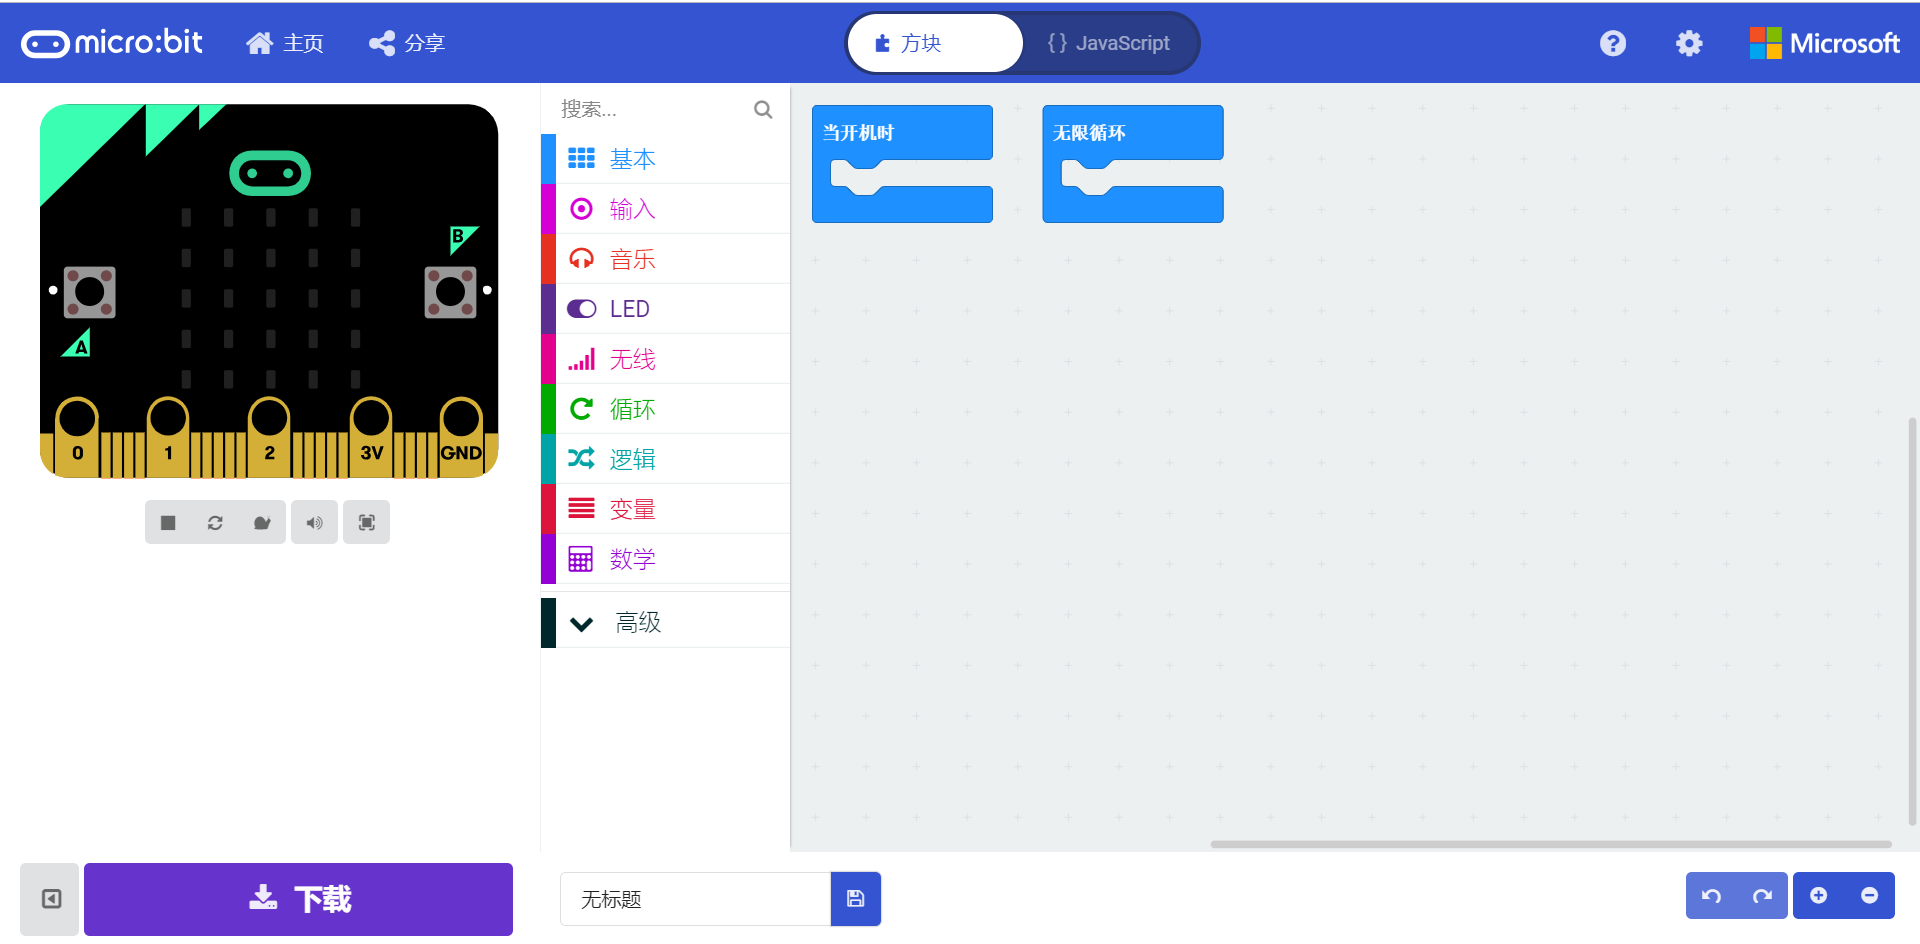 micro:bit 主页 分享 方块 { } JavaScript ? Microsoft
搜索...
基本
输入
音乐
LED
无线
循环
逻辑
变量
数学
高级
当开机时
无限循环
B
A
0 1 2 3V GND
下载
无标题